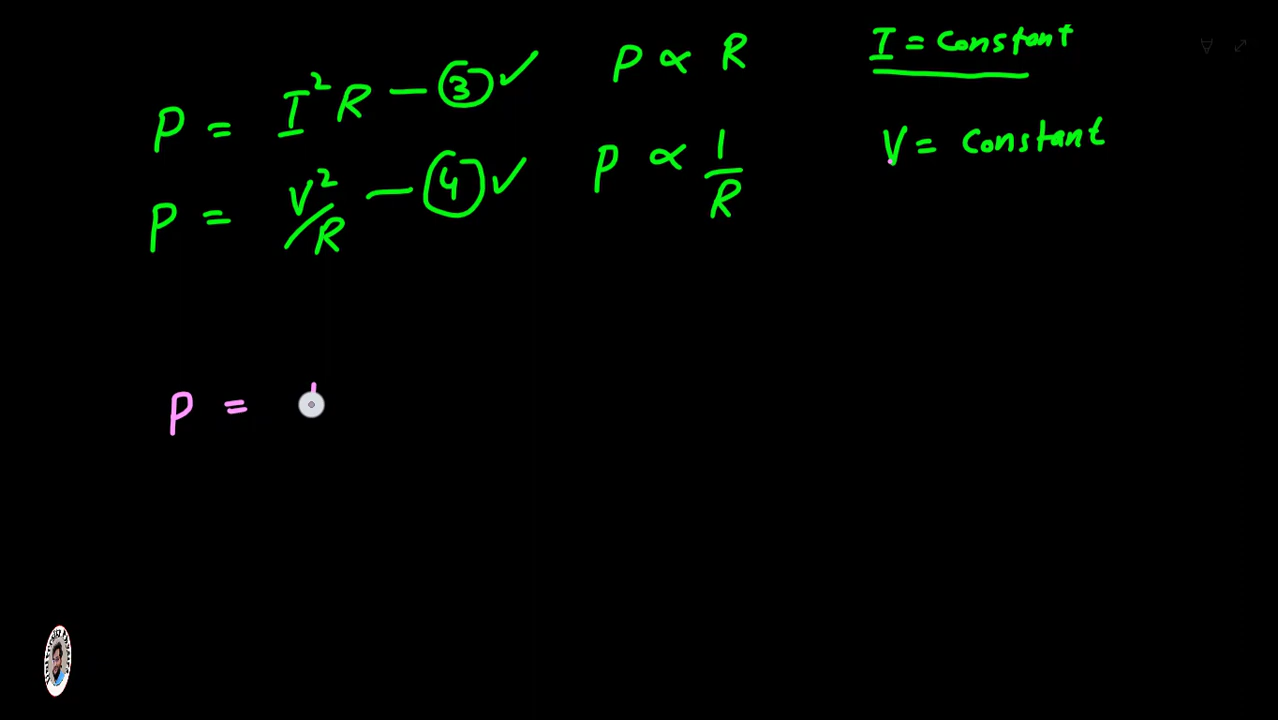 P = I²R — ③ ✓ P ∝ R I = Constant
P = V²/R — ④ ✓ P ∝ 1/R V = Constant
P =